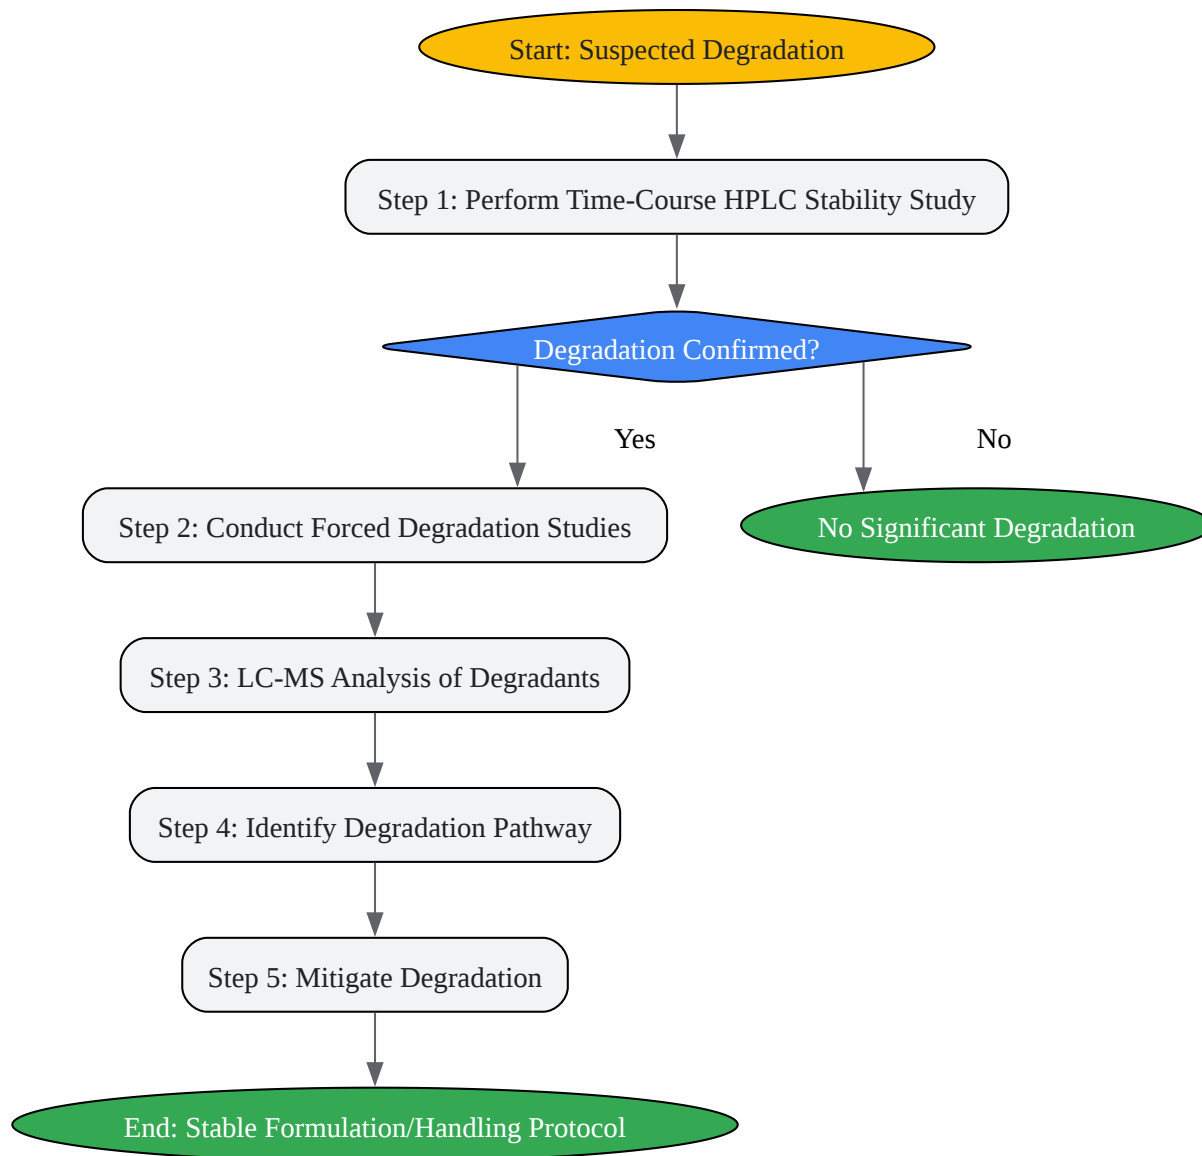 Start: Suspected Degradation
Step 1: Perform Time-Course HPLC Stability Study
Degradation Confirmed?
Yes
No
Step 2: Conduct Forced Degradation Studies
No Significant Degradation
Step 3: LC-MS Analysis of Degradants
Step 4: Identify Degradation Pathway
Step 5: Mitigate Degradation
End: Stable Formulation/Handling Protocol